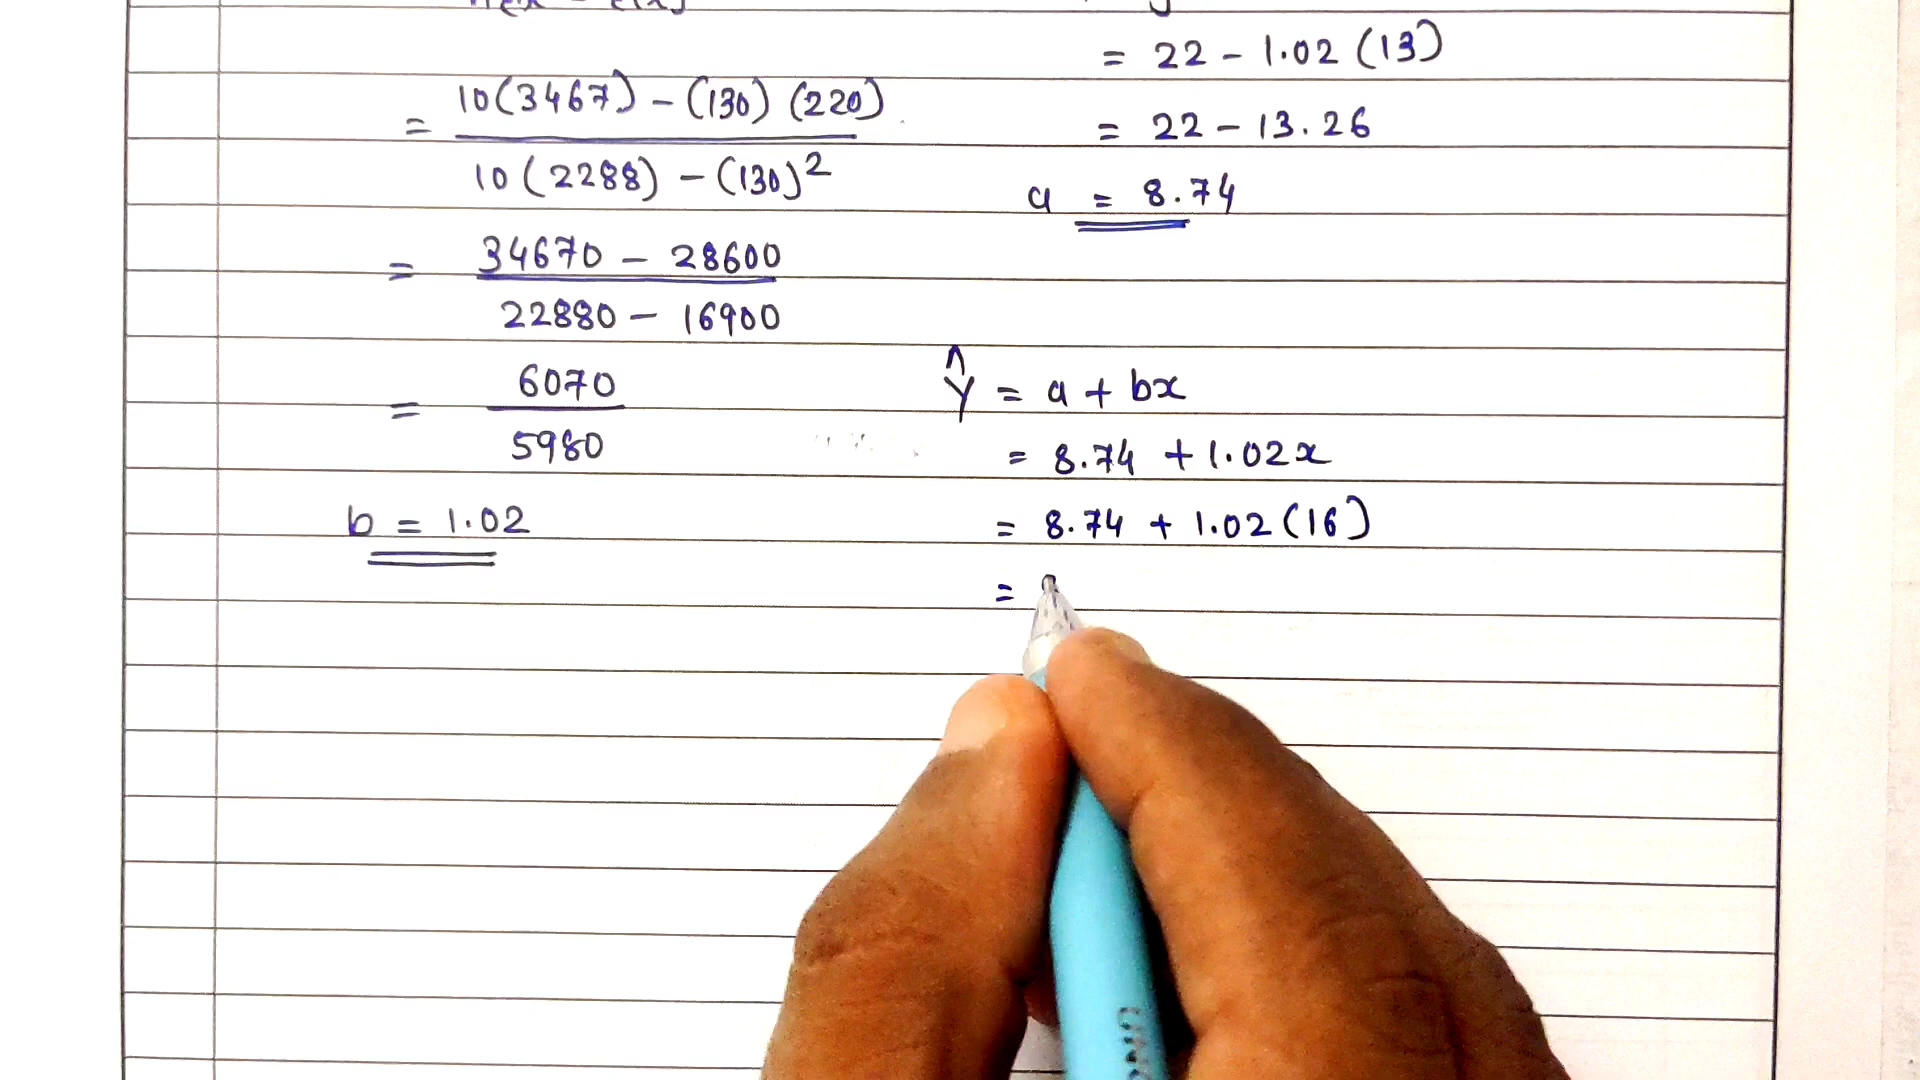 = 10(3467) - (130) (220)
10(2288) - (130)²
= 34670 - 28600
22880 - 16900
= 6070
5980
b = 1.02
= 22 - 1.02 (13)
= 22 - 13.26
a = 8.74
Ŷ = a + bx
= 8.74 + 1.02x
= 8.74 + 1.02(16)
=